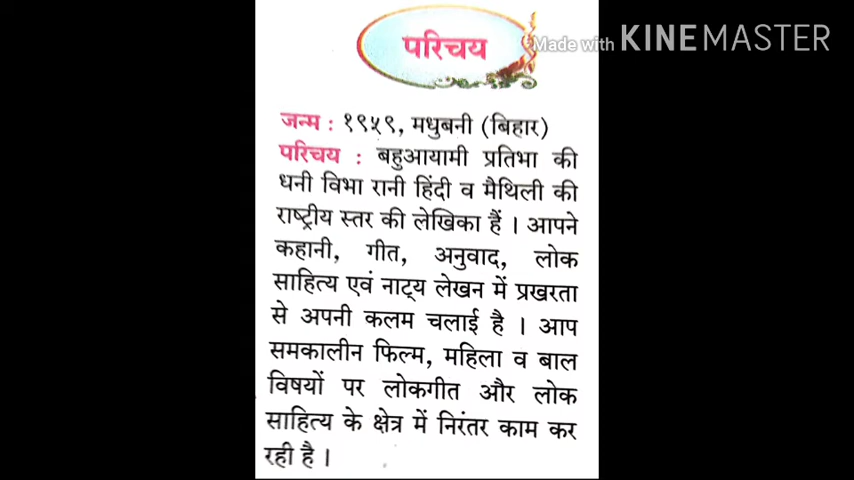 परिचय
Made with KINEMASTER
जन्म : १९५९, मधुबनी (बिहार)
परिचय : बहुआयामी प्रतिभा की
धनी विभा रानी हिंदी व मैथिली की
राष्ट्रीय स्तर की लेखिका हैं । आपने
कहानी, गीत, अनुवाद, लोक
साहित्य एवं नाट्य लेखन में प्रखरता
से अपनी कलम चलाई है । आप
समकालीन फिल्म, महिला व बाल
विषयों पर लोकगीत और लोक
साहित्य के क्षेत्र में निरंतर काम कर
रही है ।